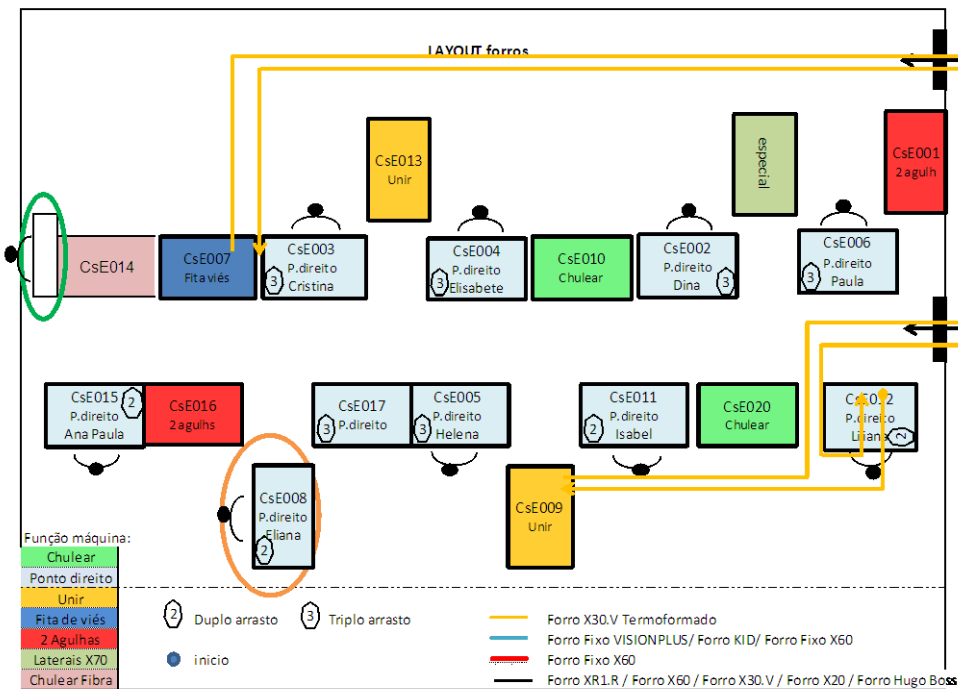 LAYOUT forros
CsE013
Unir
especial
CsE001
2 agulh
CsE014
CsE007
Fita viés
CsE003
P.direito
3
Cristina
CsE004
P.direito
3
Elisabete
CsE010
Chulear
CsE002
P.direito
Dina
3
CsE006
P.direito
3
Paula
CsE015
P.direito
2
Ana Paula
CsE016
2 agulhs
CsE017
3
P.direito
CsE005
P.direito
3
Helena
CsE011
P.direito
2
Isabel
CsE020
Chulear
CsE012
P.direito
Liliana
2
CsE008
P.direito
Eliana
2
CsE009
Unir
Função máquina:
Chulear
Ponto direito
Unir
Fita de viés
2 Agulhas
Laterais X70
Chulear Fibra
2 Duplo arrasto
3 Triplo arrasto
inicio
Forro X30.V Termoformado
Forro Fixo VISIONPLUS/ Forro KID/ Forro Fixo X60
Forro Fixo X60
Forro XR1.R / Forro X60 / Forro X30.V / Forro X20 / Forro Hugo Boss